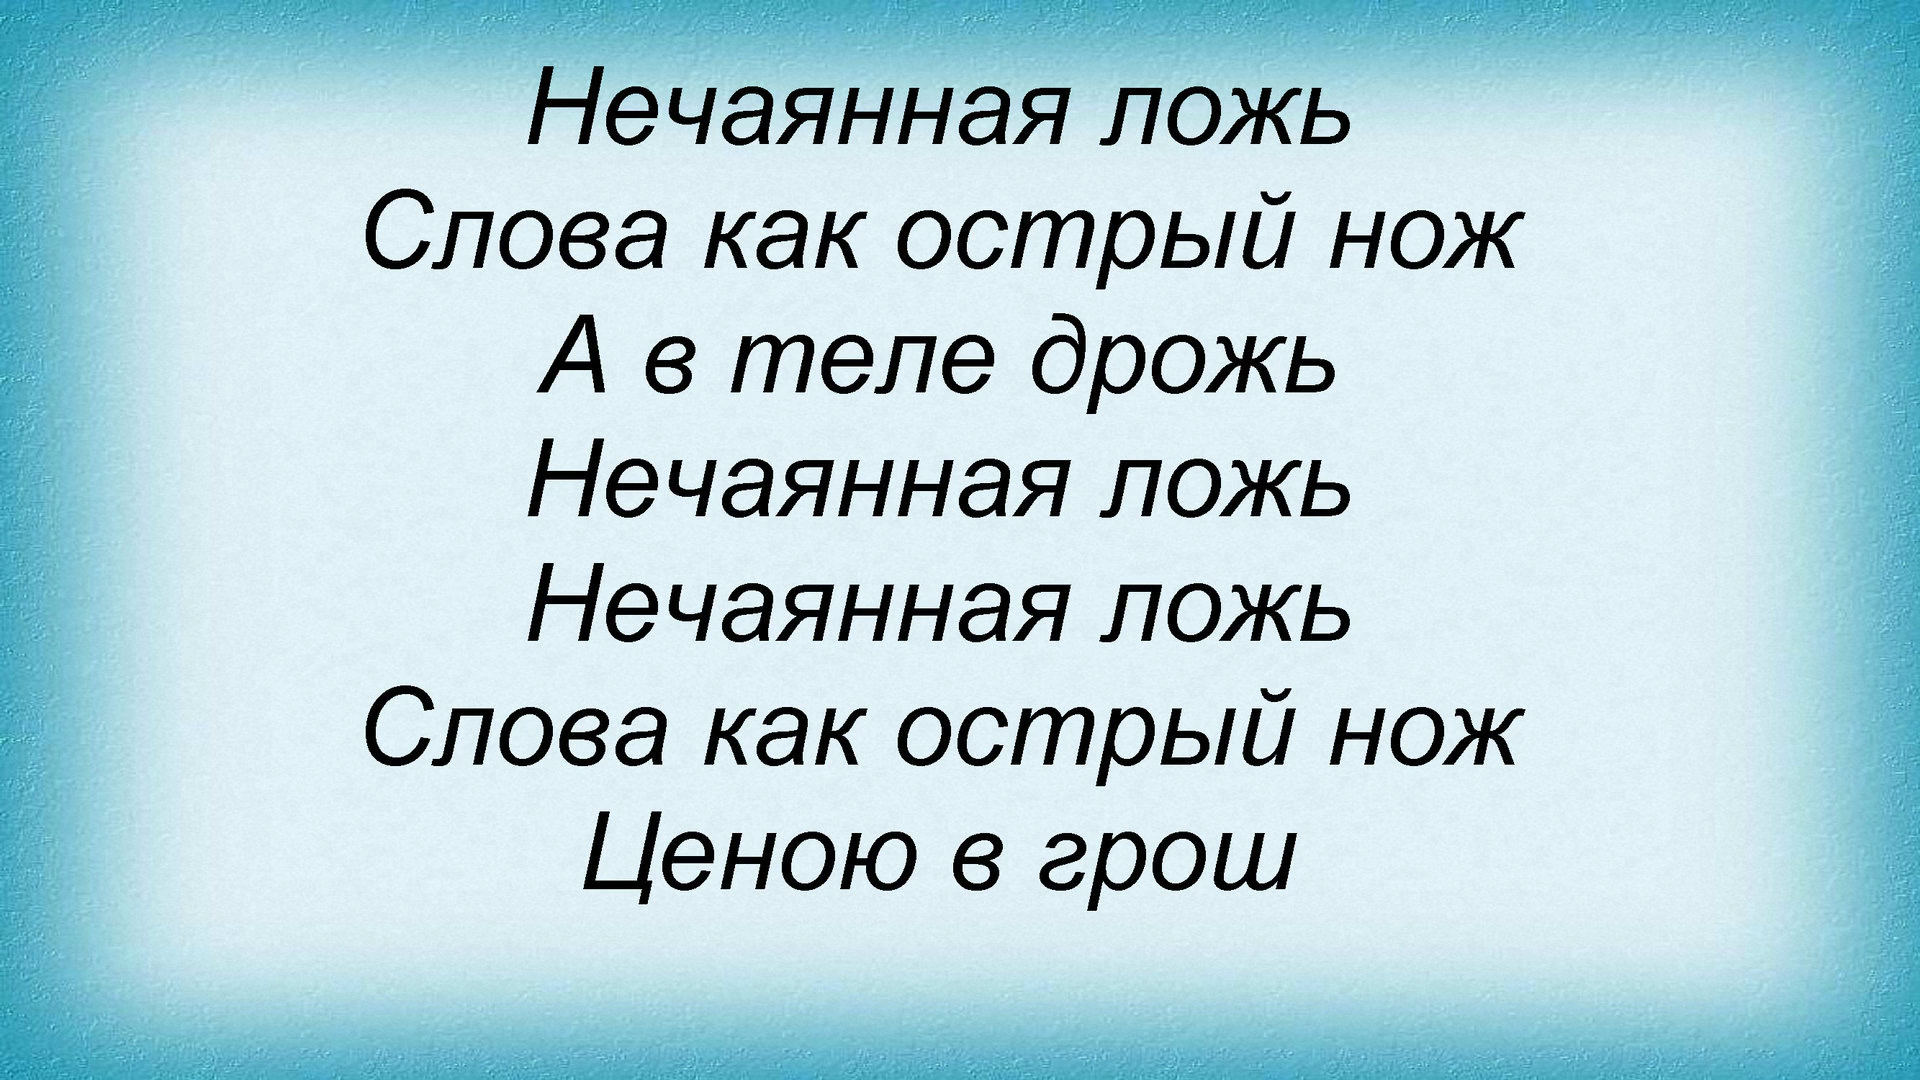 Нечаянная ложь
Слова как острый нож
А в теле дрожь
Нечаянная ложь
Нечаянная ложь
Слова как острый нож
Ценою в грош